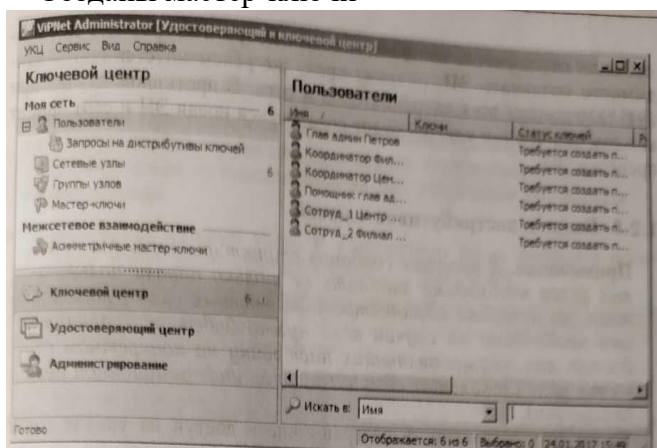 Созданы мастер-ключи
ViPNet Administrator [Удостоверяющий и ключевой центр]
УКЦ Сервис Вид Справка
Ключевой центр
Моя сеть 6
Пользователи
Запросы на дистрибутивы ключей
Сетевые узлы 6
Группы узлов
Мастер-ключи
Межсетевое взаимодействие
Асимметричные мастер-ключи
Ключевой центр 6
Удостоверяющий центр
Администрирование
Готово
Пользователи
Имя Ключи Статус ключей
Глав админ Петров Требуется создать п...
Координатор Фил... Требуется создать п...
Координатор Цен... Требуется создать п...
Помощник глав ад... Требуется создать п...
Сотруд_1 Центр ... Требуется создать п...
Сотруд_2 Филиал ... Требуется создать п...
Искать в: Имя
Отображается: 6 из 6 Выбрано: 0 24.01.2017 15:49